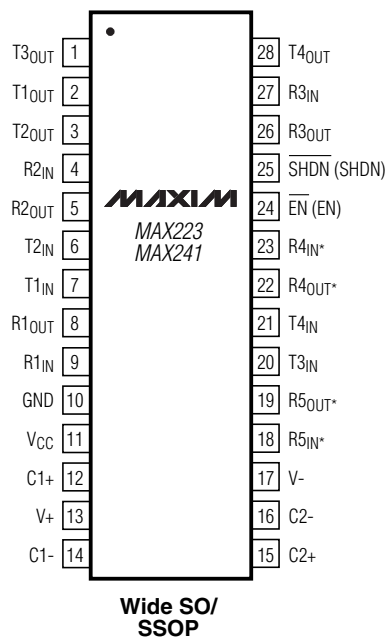 T3OUT 1 28 T4OUT
T1OUT 2 27 R3IN
T2OUT 3 26 R3OUT
R2IN 4 25 SHDN (SHDN)
R2OUT 5 MAXIM 24 EN (EN)
T2IN 6 MAX223 23 R4IN*
T1IN 7 MAX241 22 R4OUT*
R1OUT 8 21 T4IN
R1IN 9 20 T3IN
GND 10 19 R5OUT*
VCC 11 18 R5IN*
C1+ 12 17 V-
V+ 13 16 C2-
C1- 14 15 C2+
Wide SO/
SSOP